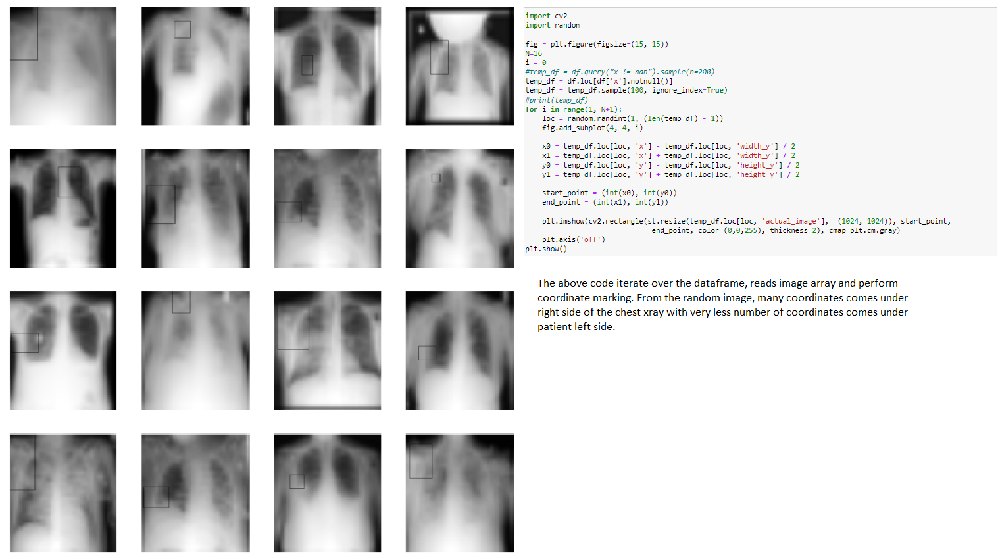 import cv2
import random
fig = plt.figure(figsize=(15, 15))
N=16
i = 0
#temp_df = df.query("x != nan").sample(n=200)
temp_df = df.loc[df['x'].notnull()]
temp_df = temp_df.sample(100, ignore_index=True)
#print(temp_df)
for i in range(1, N+1):
    loc = random.randint(1, (len(temp_df) - 1))
    fig.add_subplot(4, 4, i)
    x0 = temp_df.loc[loc, 'x'] - temp_df.loc[loc, 'width_y'] / 2
    x1 = temp_df.loc[loc, 'x'] + temp_df.loc[loc, 'width_y'] / 2
    y0 = temp_df.loc[loc, 'y'] - temp_df.loc[loc, 'height_y'] / 2
    y1 = temp_df.loc[loc, 'y'] + temp_df.loc[loc, 'height_y'] / 2
    start_point = (int(x0), int(y0))
    end_point = (int(x1), int(y1))
    plt.imshow(cv2.rectangle(st.resize(temp_df.loc[loc, 'actual_image'],  (1024, 1024)), start_point,
                              end_point, color=(0,0,255), thickness=2), cmap=plt.cm.gray)
    plt.axis('off')
plt.show()
The above code iterate over the dataframe, reads image array and perform
coordinate marking. From the random image, many coordinates comes under
right side of the chest xray with very less number of coordinates comes under
patient left side.